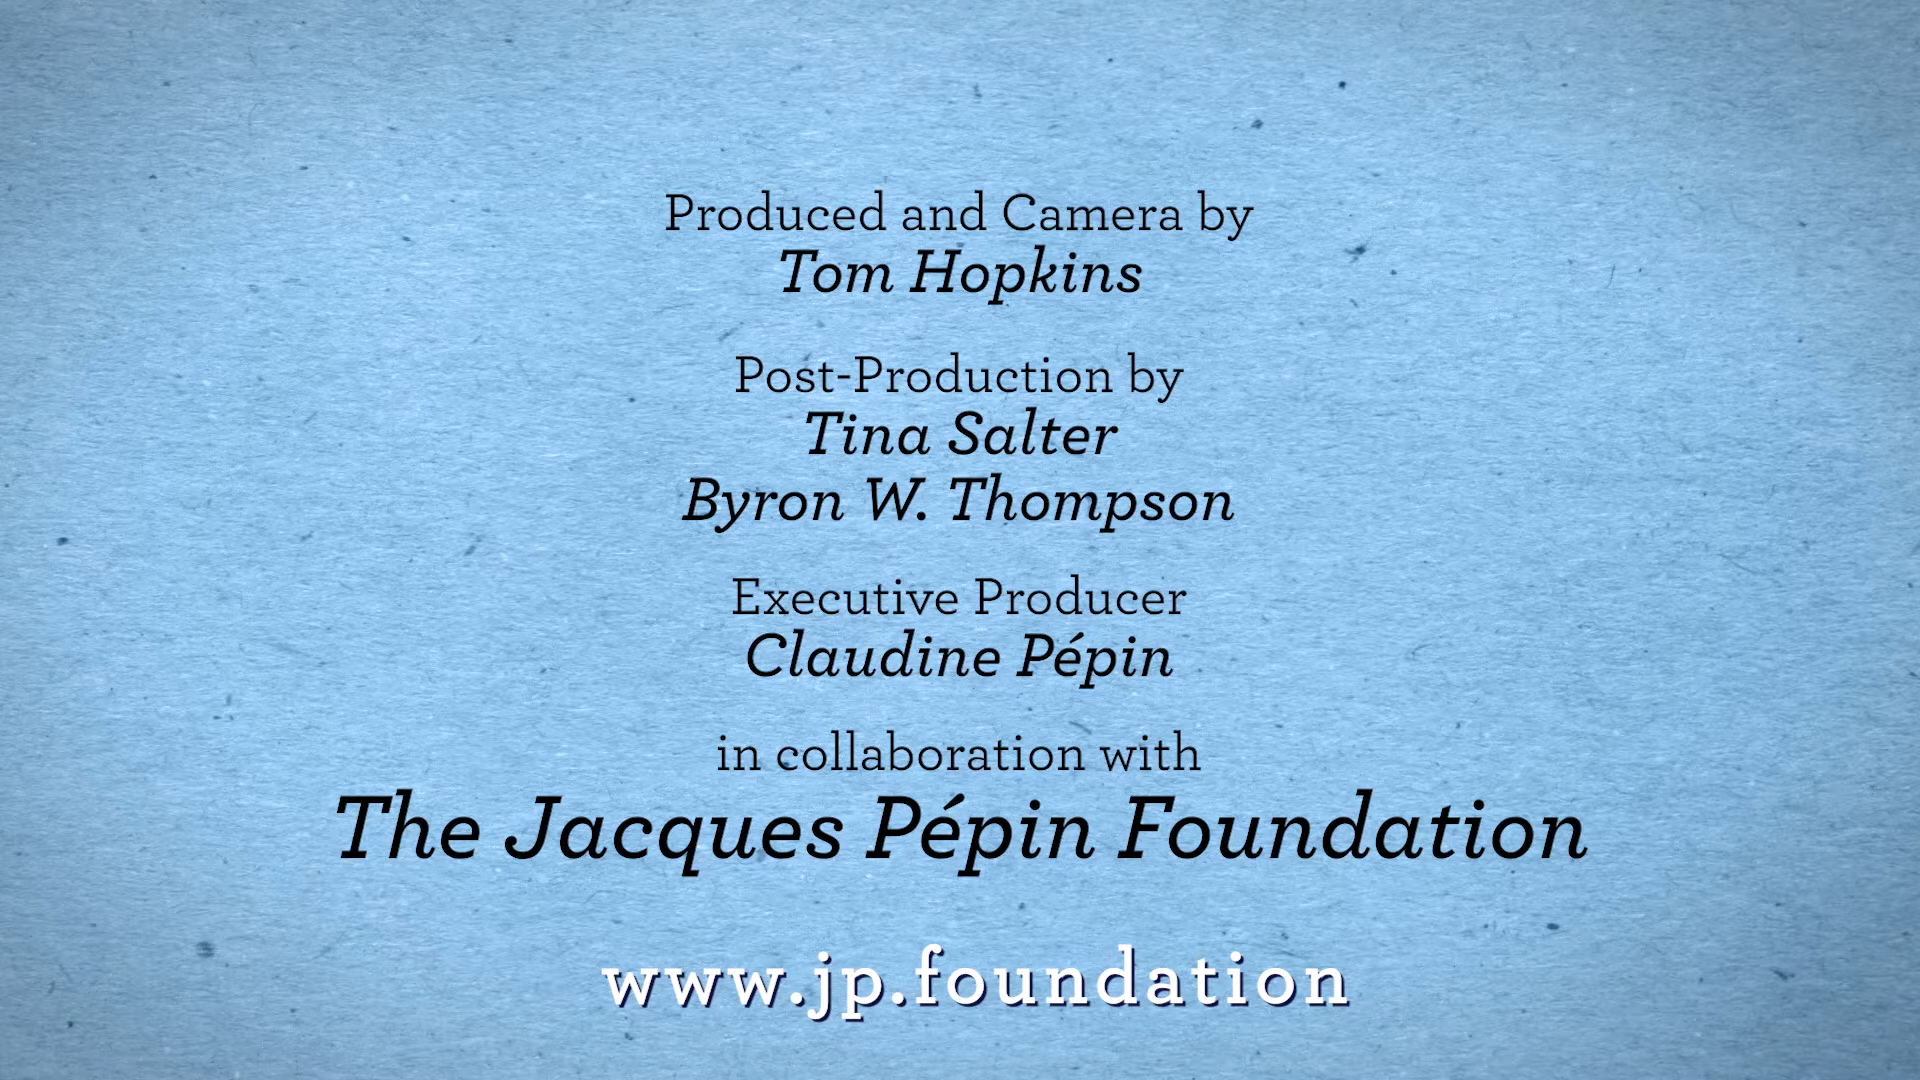 Produced and Camera by
Tom Hopkins
Post-Production by
Tina Salter
Byron W. Thompson
Executive Producer
Claudine Pépin
in collaboration with
The Jacques Pépin Foundation
www.jp.foundation